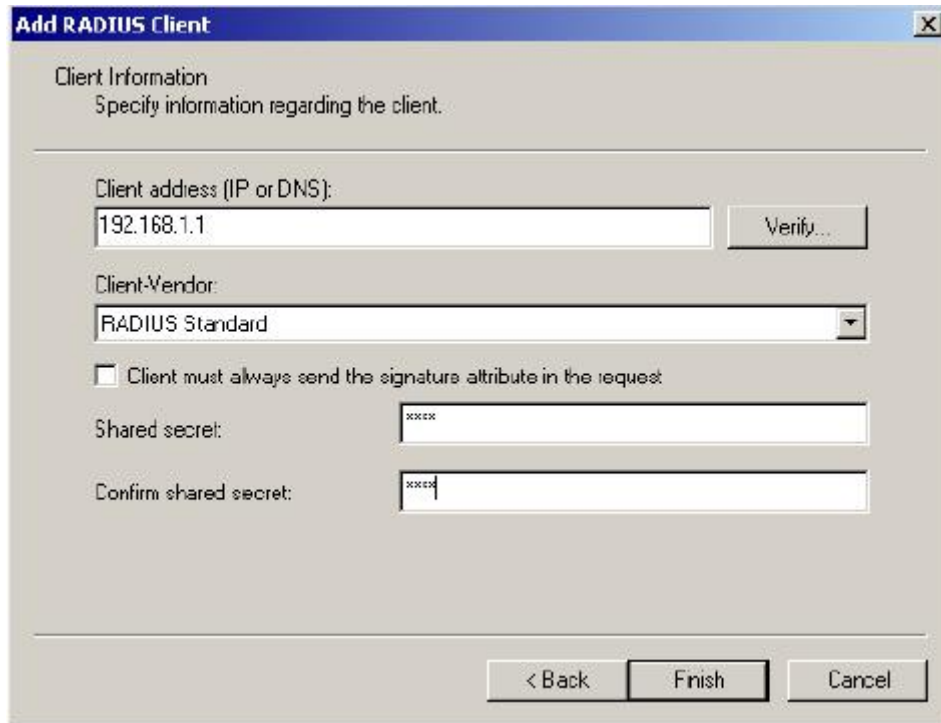 Add RADIUS Client
Client Information
Specify information regarding the client.
Client address (IP or DNS):
192.168.1.1
Verify...
Client-Vendor:
RADIUS Standard
Client must always send the signature attribute in the request
Shared secret:
****
Confirm shared secret:
****
< Back
Finish
Cancel